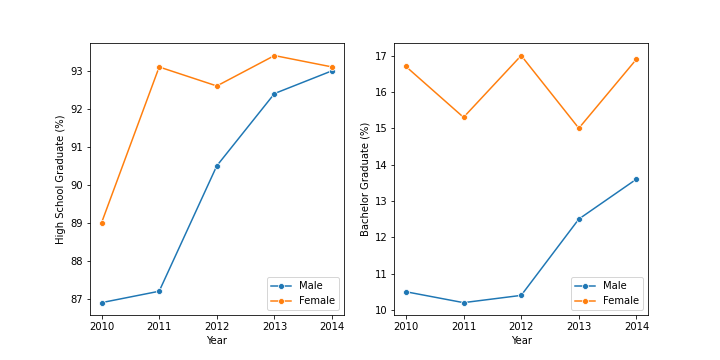 High School Graduate (%)
93
92
91
90
89
88
87
2010 2011 2012 2013 2014
Year
Male
Female
Bachelor Graduate (%)
17
16
15
14
13
12
11
10
2010 2011 2012 2013 2014
Year
Male
Female